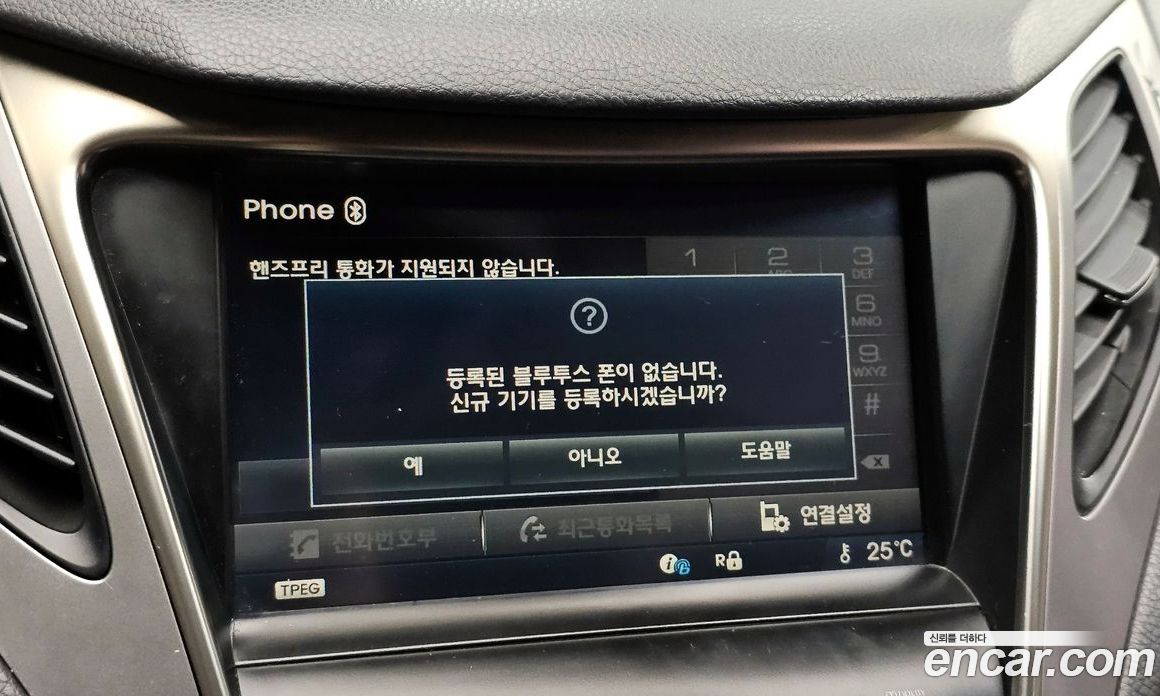 Phone
핸즈프리 통화가 지원되지 않습니다.
1 2 3
ABC DEF
6
MNO
9
WXYZ
#
?
등록된 블루투스 폰이 없습니다.
신규 기기를 등록하시겠습니까?
예 아니오 도움말
전화번호부 최근통화목록 연결설정
TPEG
R
25°C
신뢰를 더하다
encar.com